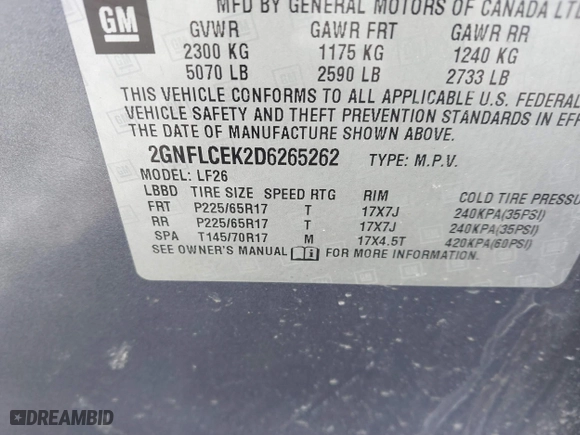 GM
MFD BY GENERAL MOTORS OF CANADA LTD
GVWR GAWR FRT GAWR RR
2300 KG 1175 KG 1240 KG
5070 LB 2590 LB 2733 LB
THIS VEHICLE CONFORMS TO ALL APPLICABLE U.S. FEDERAL
VEHICLE SAFETY AND THEFT PREVENTION STANDARDS IN EFF
THE DATE OF MANUFACTURE SHOWN ABOVE.
2GNFLCEK2D6265262 TYPE: M.P.V.
MODEL: LF26
LBBD TIRE SIZE SPEED RTG RIM COLD TIRE PRESSU
FRT P225/65R17 T 17X7J 240KPA(35PSI)
RR P225/65R17 T 17X7J 240KPA(35PSI)
SPA T145/70R17 M 17X4.5T 420KPA(60PSI)
SEE OWNER'S MANUAL FOR MORE INFORMATION.
DREAMBID